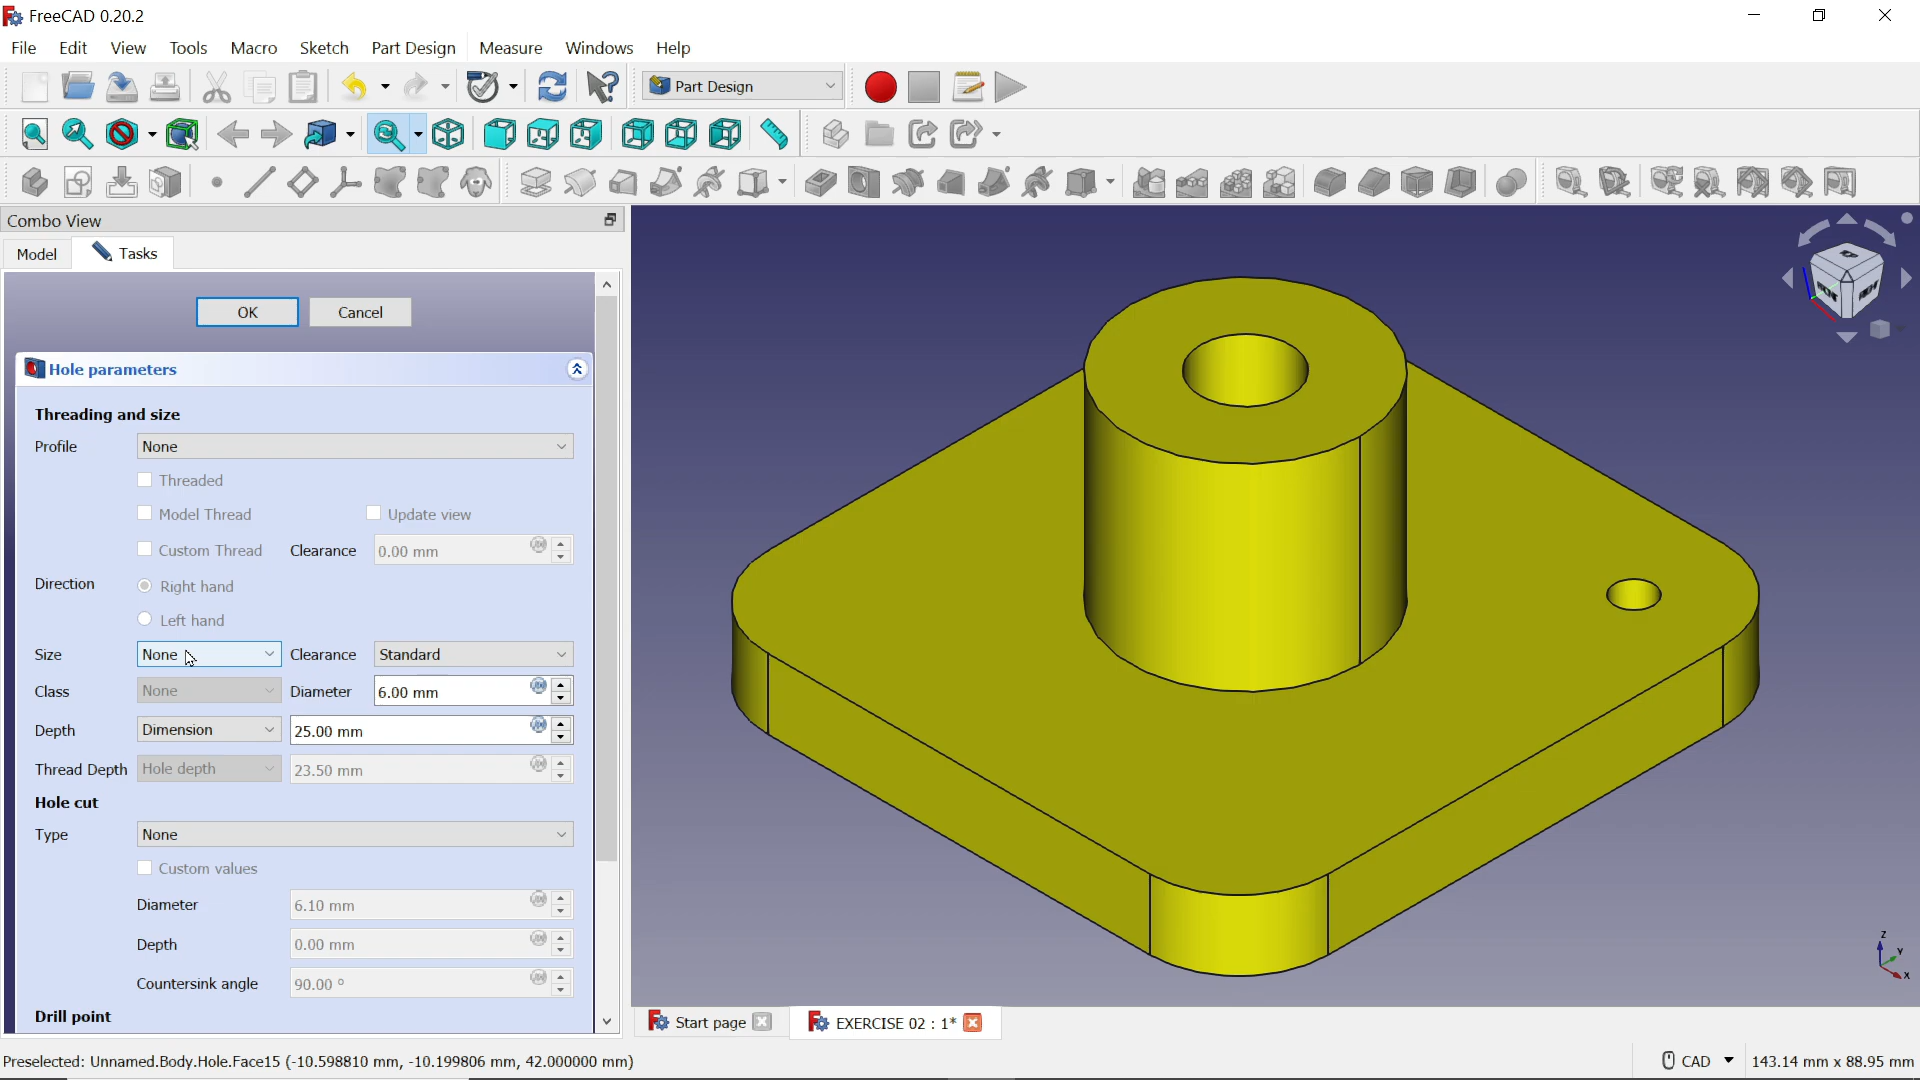 FreeCAD 0.20.2
File Edit View Tools Macro Sketch Part Design Measure Windows Help
Part Design
Combo View
Model Tasks
OK Cancel
Hole parameters
Threading and size
Profile None
Threaded
Model Thread Update view
Custom Thread Clearance 0.00 mm
Direction Right hand
Left hand
Size None Clearance Standard
Class None Diameter 6.00 mm
Depth Dimension 25.00 mm
Thread Depth Hole depth 23.50 mm
Hole cut
Type None
Custom values
Diameter 6.10 mm
Depth 0.00 mm
Countersink angle 90.00 °
Drill point
Z
Y
X
Start page EXERCISE 02 : 1*
Preselected: Unnamed.Body.Hole.Face15 (-10.598810 mm, -10.199806 mm, 42.000000 mm) CAD 143.14 mm x 88.95 mm